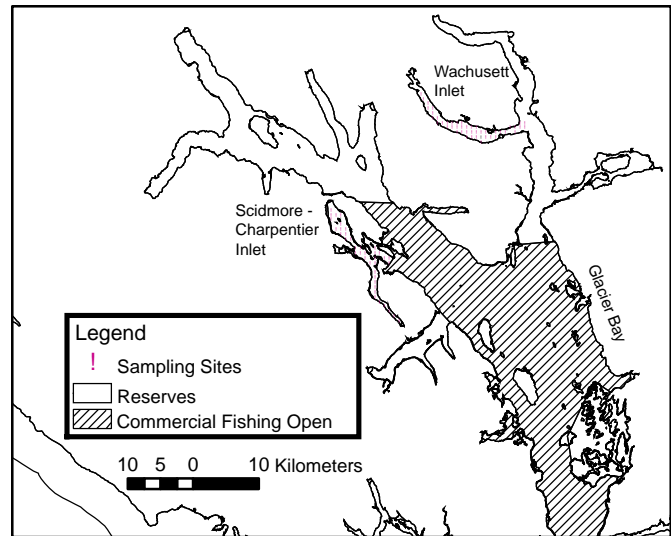 Wachusett
Inlet
Scidmore -
Charpentier
Inlet
Glacier Bay
Legend
! Sampling Sites
Reserves
Commercial Fishing Open
10 5 0 10 Kilometers